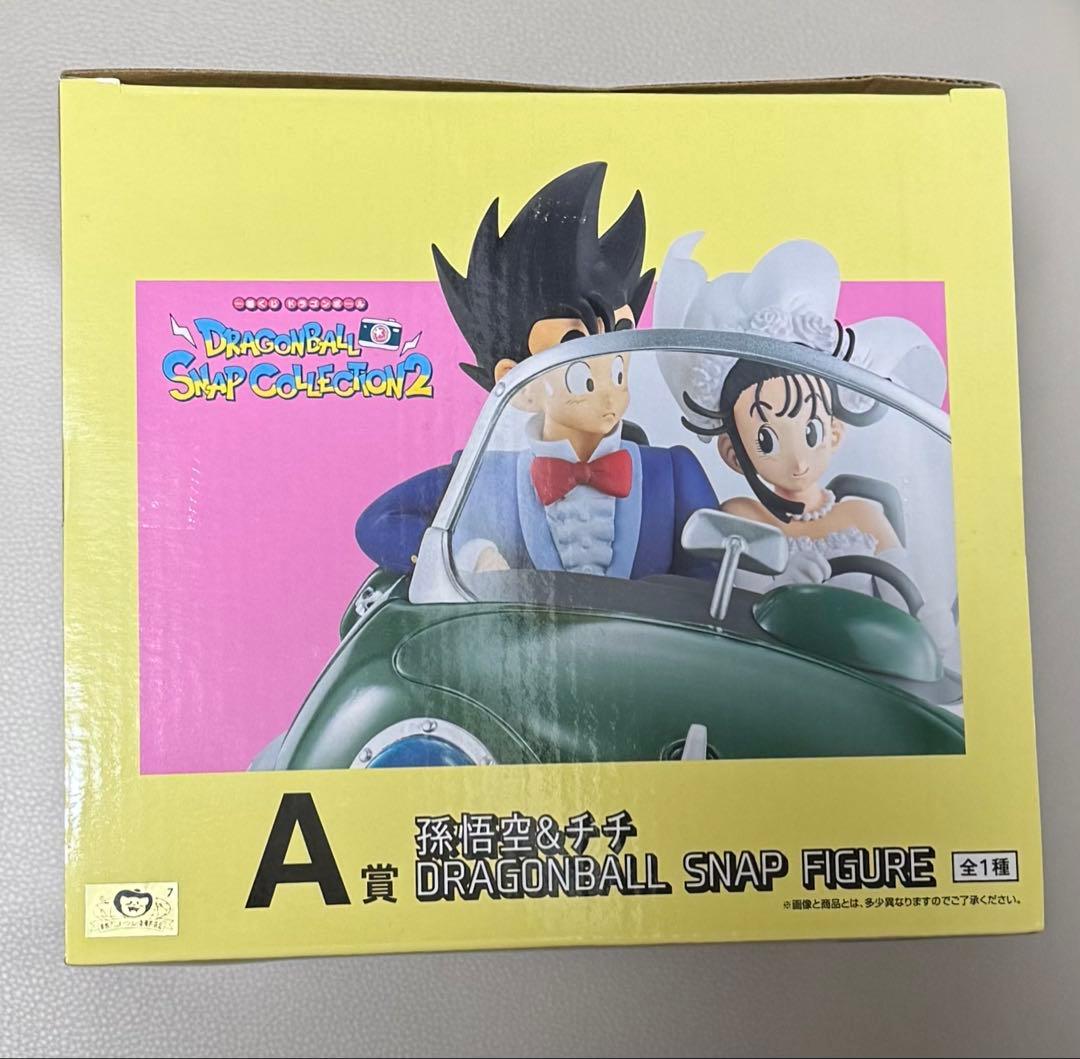 一番くじ ドラゴンボール
DRAGONBALL
SNAP COLLECTION2
A賞
孫悟空&チチ
DRAGONBALL SNAP FIGURE
全1種
※画像と商品とは、多少異なりますのでご了承ください。
7